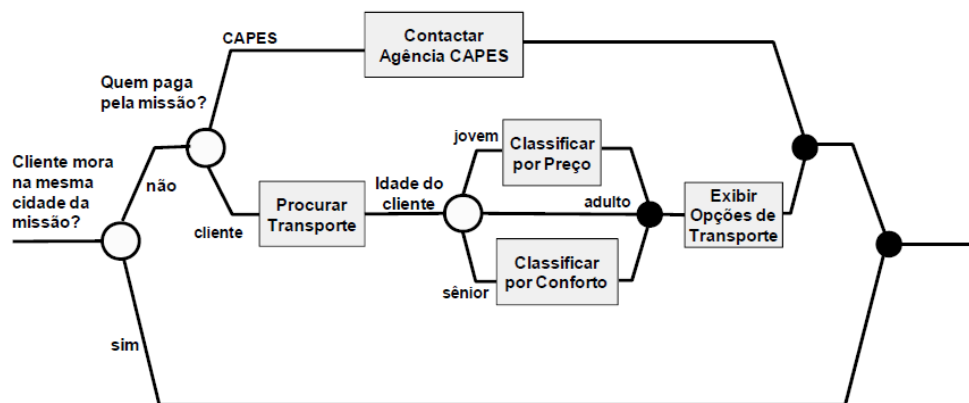 CAPES
Contactar
Agência CAPES
Quem paga
pela missão?
Cliente mora
na mesma
cidade da
missão?
não
cliente
Procurar
Transporte
Idade do
cliente
jovem
Classificar
por Preço
adulto
Exibir
Opções de
Transporte
sênior
Classificar
por Conforto
sim